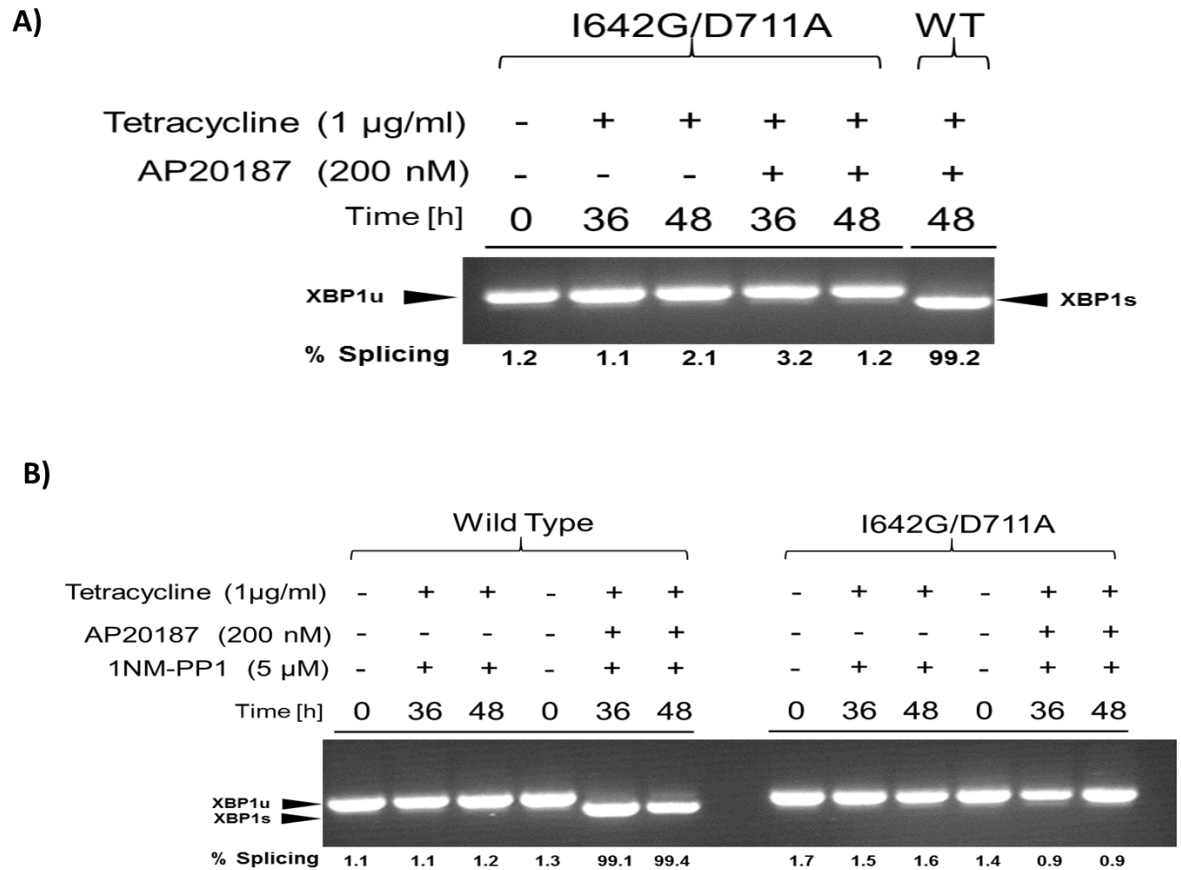 A)
I642G/D711A WT
Tetracycline (1 µg/ml) - + + + + +
AP20187 (200 nM) - - - + + +
Time [h] 0 36 48 36 48 48
XBP1u XBP1s
% Splicing 1.2 1.1 2.1 3.2 1.2 99.2
B)
Wild Type I642G/D711A
Tetracycline (1µg/ml) - + + - + + - + + - + +
AP20187 (200 nM) - - - - + + - - - - + +
1NM-PP1 (5 µM) - + + - + + - + + - + +
Time [h] 0 36 48 0 36 48 0 36 48 0 36 48
XBP1u
XBP1s
% Splicing 1.1 1.1 1.2 1.3 99.1 99.4 1.7 1.5 1.6 1.4 0.9 0.9